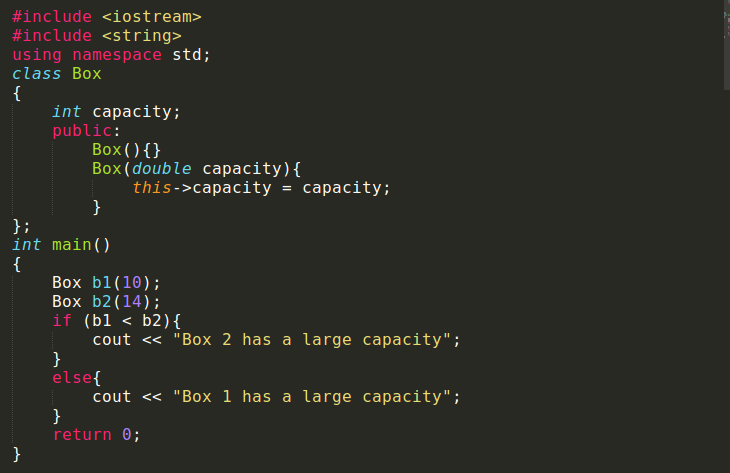 #include <iostream>
#include <string>
using namespace std;
class Box
{
    int capacity;
    public:
        Box(){}
        Box(double capacity){
            this->capacity = capacity;
        }
};
int main()
{
    Box b1(10);
    Box b2(14);
    if (b1 < b2){
        cout << "Box 2 has a large capacity";
    }
    else{
        cout << "Box 1 has a large capacity";
    }
    return 0;
}